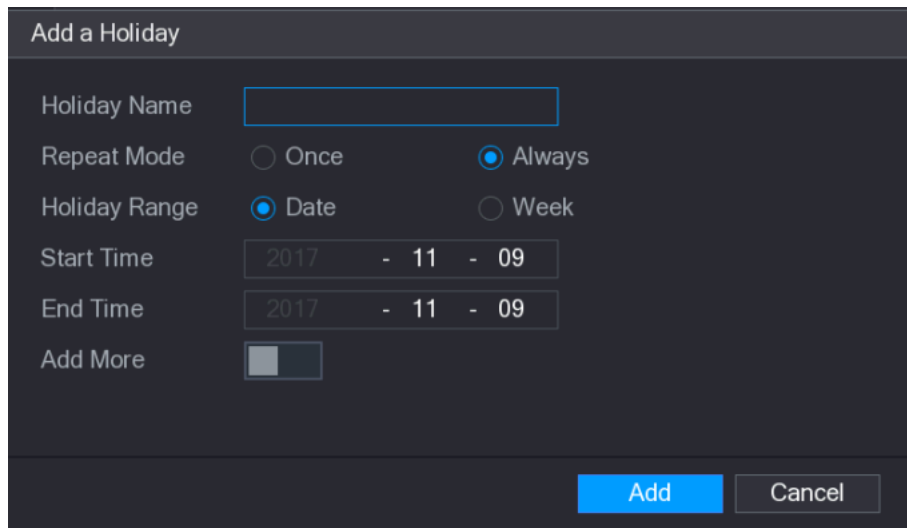 Add a Holiday
Holiday Name
Repeat Mode Once Always
Holiday Range Date Week
Start Time 2017 - 11 - 09
End Time 2017 - 11 - 09
Add More
Add Cancel